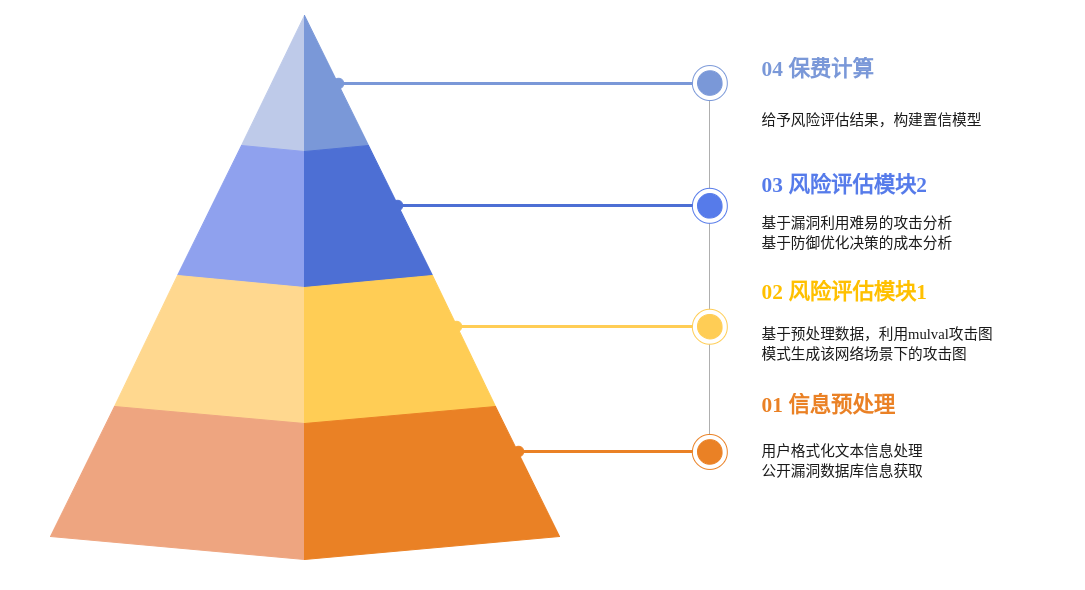 04 保费计算
给予风险评估结果，构建置信模型
03 风险评估模块2
基于漏洞利用难易的攻击分析
基于防御优化决策的成本分析
02 风险评估模块1
基于预处理数据，利用mulval攻击图
模式生成该网络场景下的攻击图
01 信息预处理
用户格式化文本信息处理
公开漏洞数据库信息获取